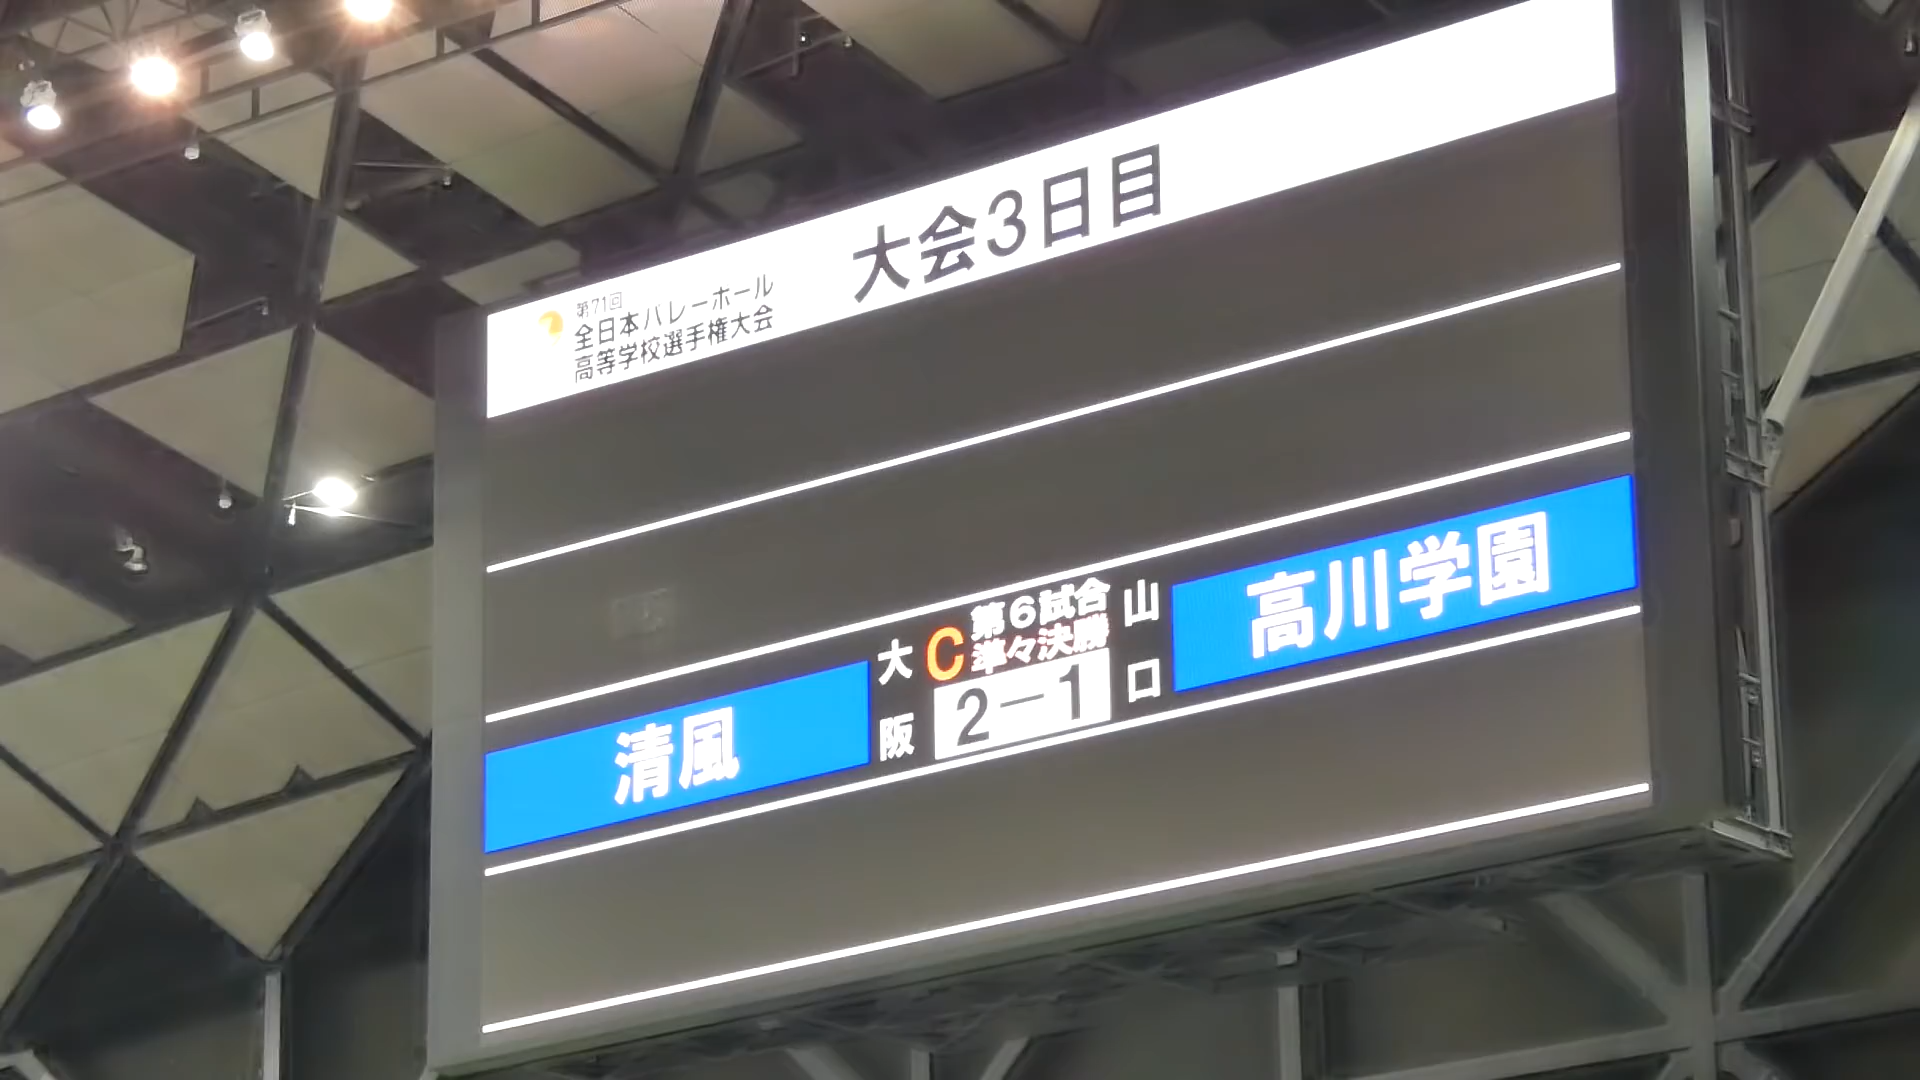 第71回
全日本バレーボール
高等学校選手権大会
大会3日目
清風
大阪
C
第6試合
準々決勝
2-1
山口
高川学園